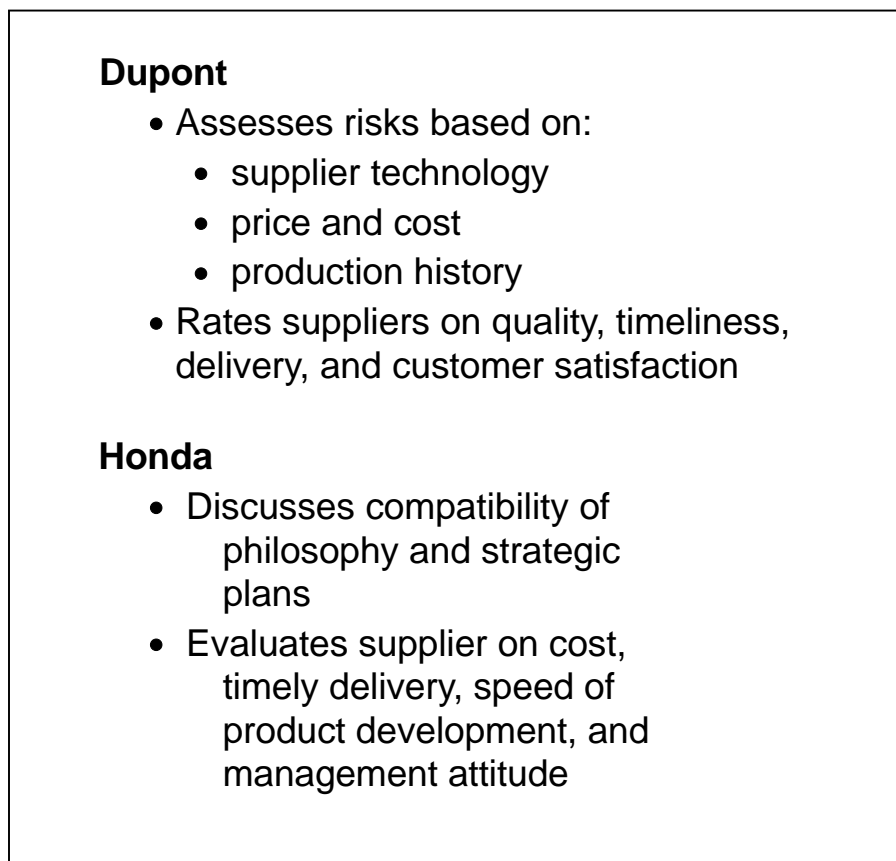 Dupont
• Assesses risks based on:
• supplier technology
• price and cost
• production history
• Rates suppliers on quality, timeliness,
delivery, and customer satisfaction
Honda
• Discusses compatibility of
philosophy and strategic
plans
• Evaluates supplier on cost,
timely delivery, speed of
product development, and
management attitude